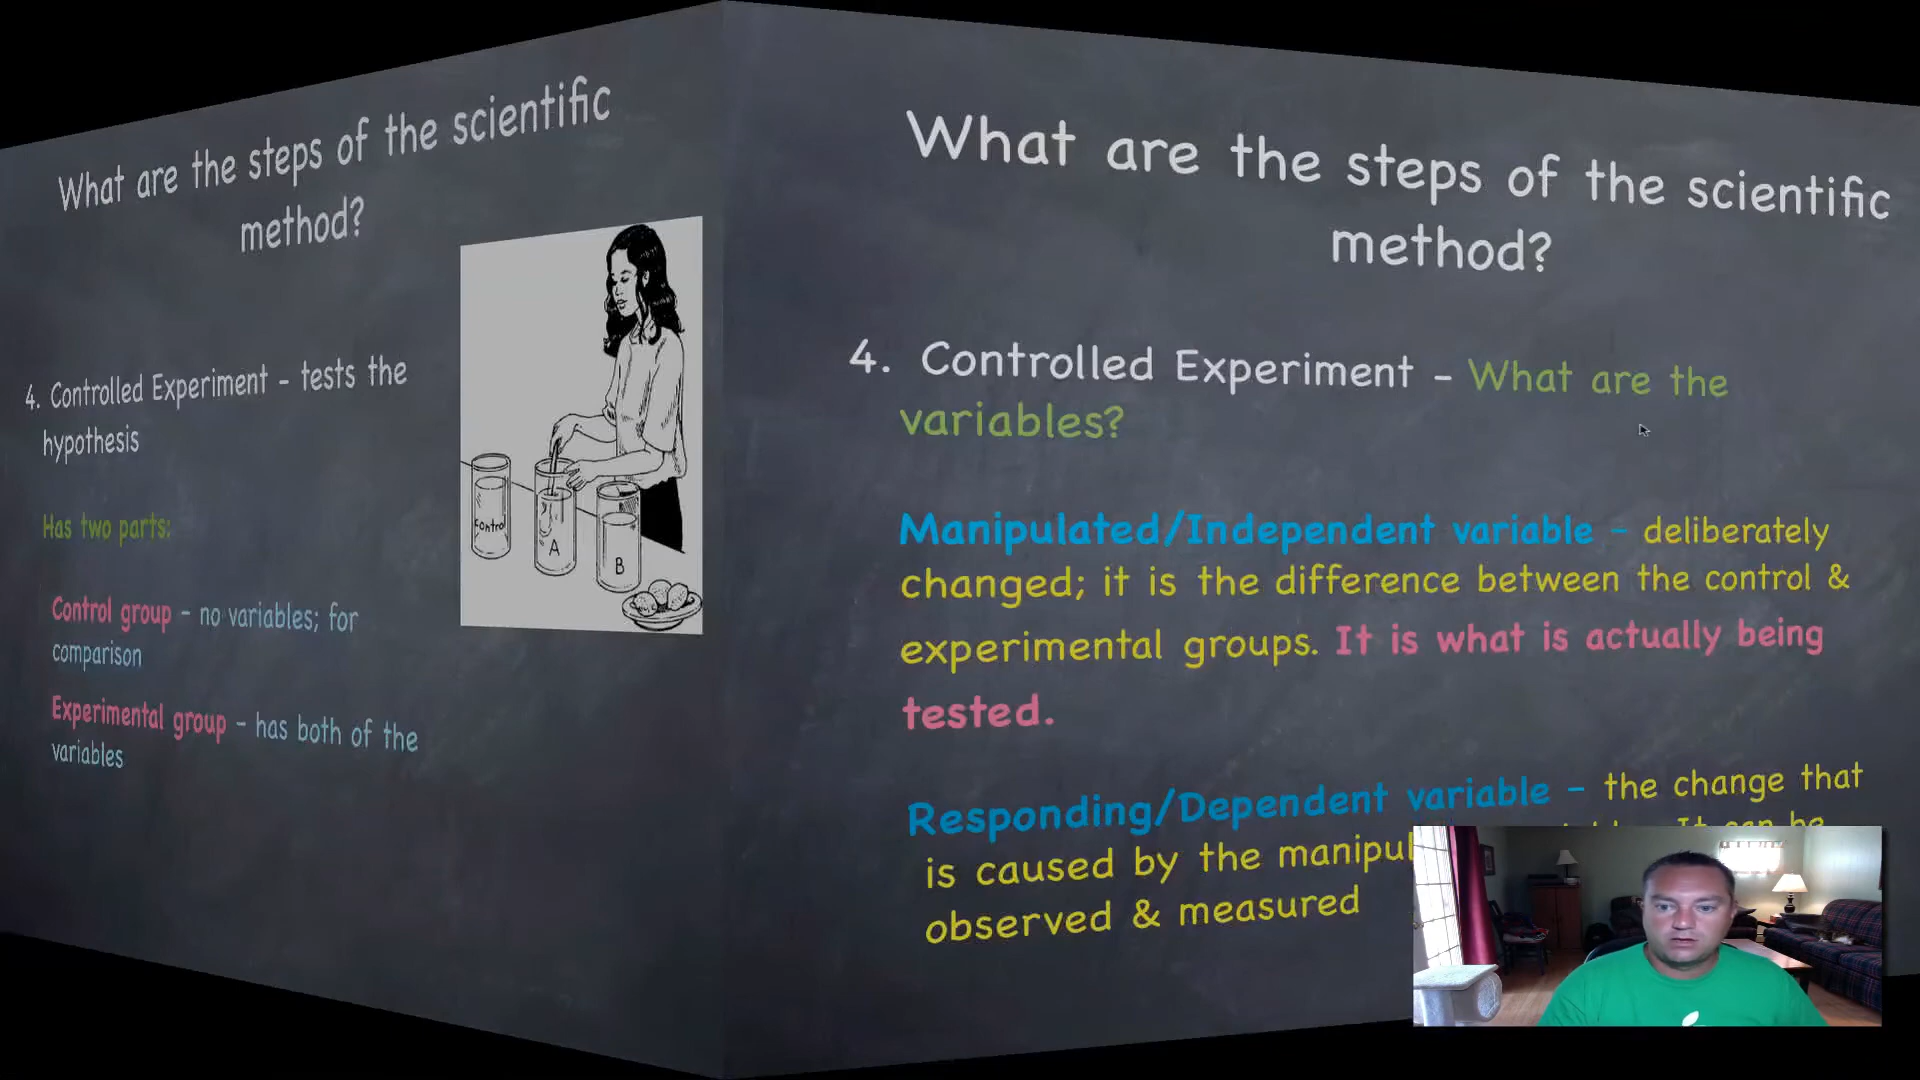 What are the steps of the scientific
method?
4. Controlled Experiment - tests the
hypothesis
Has two parts:
Control group - no variables; for
comparison
Experimental group - has both of the
variables
Control
A
B
What are the steps of the scientific
method?
4. Controlled Experiment - What are the
variables?
Manipulated/Independent variable - deliberately
changed; it is the difference between the control &
experimental groups. It is what is actually being
tested.
Responding/Dependent variable - the change that
is caused by the manipul It can be
observed & measured